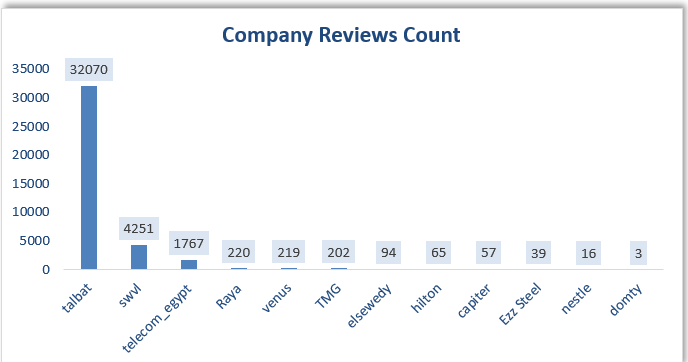 Company Reviews Count
35000
30000
25000
20000
15000
10000
5000
0
32070
4251
1767
220
219
202
94
65
57
39
16
3
talbat
swvl
telecom_egypt
Raya
venus
TMG
elsewedy
hilton
capiter
Ezz Steel
nestle
domty